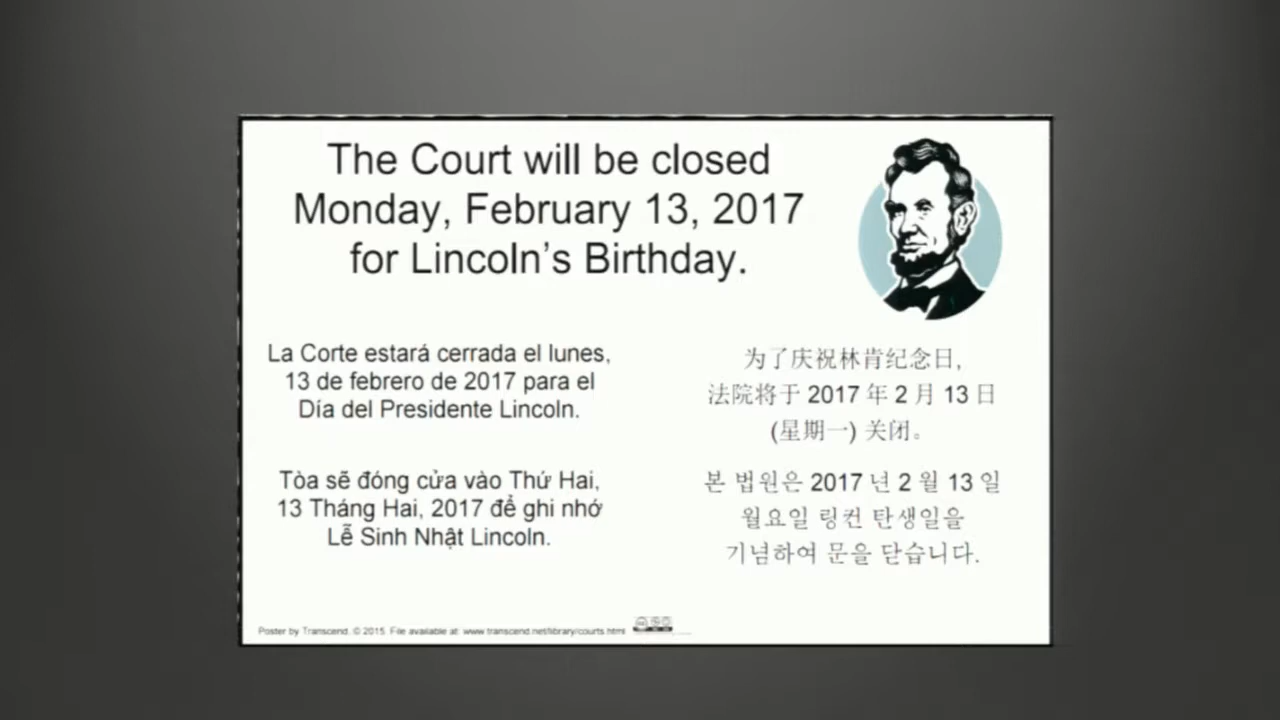 The Court will be closed
Monday, February 13, 2017
for Lincoln’s Birthday.
La Corte estará cerrada el lunes,
13 de febrero de 2017 para el
Día del Presidente Lincoln.
为了庆祝林肯纪念日,
法院将于 2017 年 2 月 13 日
(星期一) 关闭。
Tòa sẽ đóng cửa vào Thứ Hai,
13 Tháng Hai, 2017 để ghi nhớ
Lễ Sinh Nhật Lincoln.
본 법원은 2017 년 2 월 13 일
월요일 링컨 탄생일을
기념하여 문을 닫습니다.
Poster by Transcend. © 2015. File available at: www.transcend.net/library/courts.html